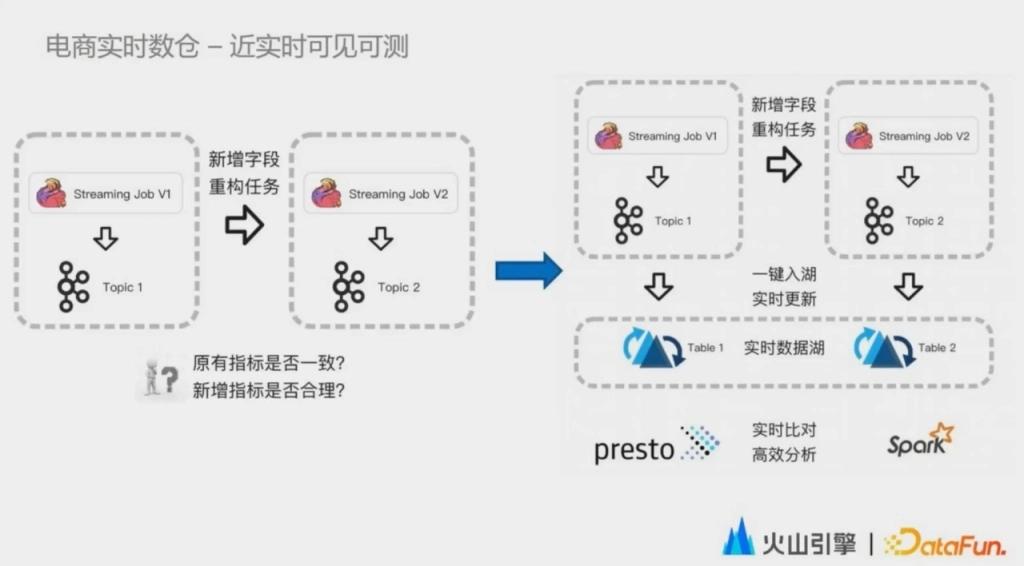 电商实时数仓 – 近实时可见可测
Streaming Job V1
Topic 1
新增字段
重构任务
Streaming Job V2
Topic 2
原有指标是否一致?
新增指标是否合理?
?
Streaming Job V1
Topic 1
新增字段
重构任务
Streaming Job V2
Topic 2
一键入湖
实时更新
Table 1
实时数据湖
Table 2
presto
实时比对
高效分析
Spark
火山引擎 | DataFun.